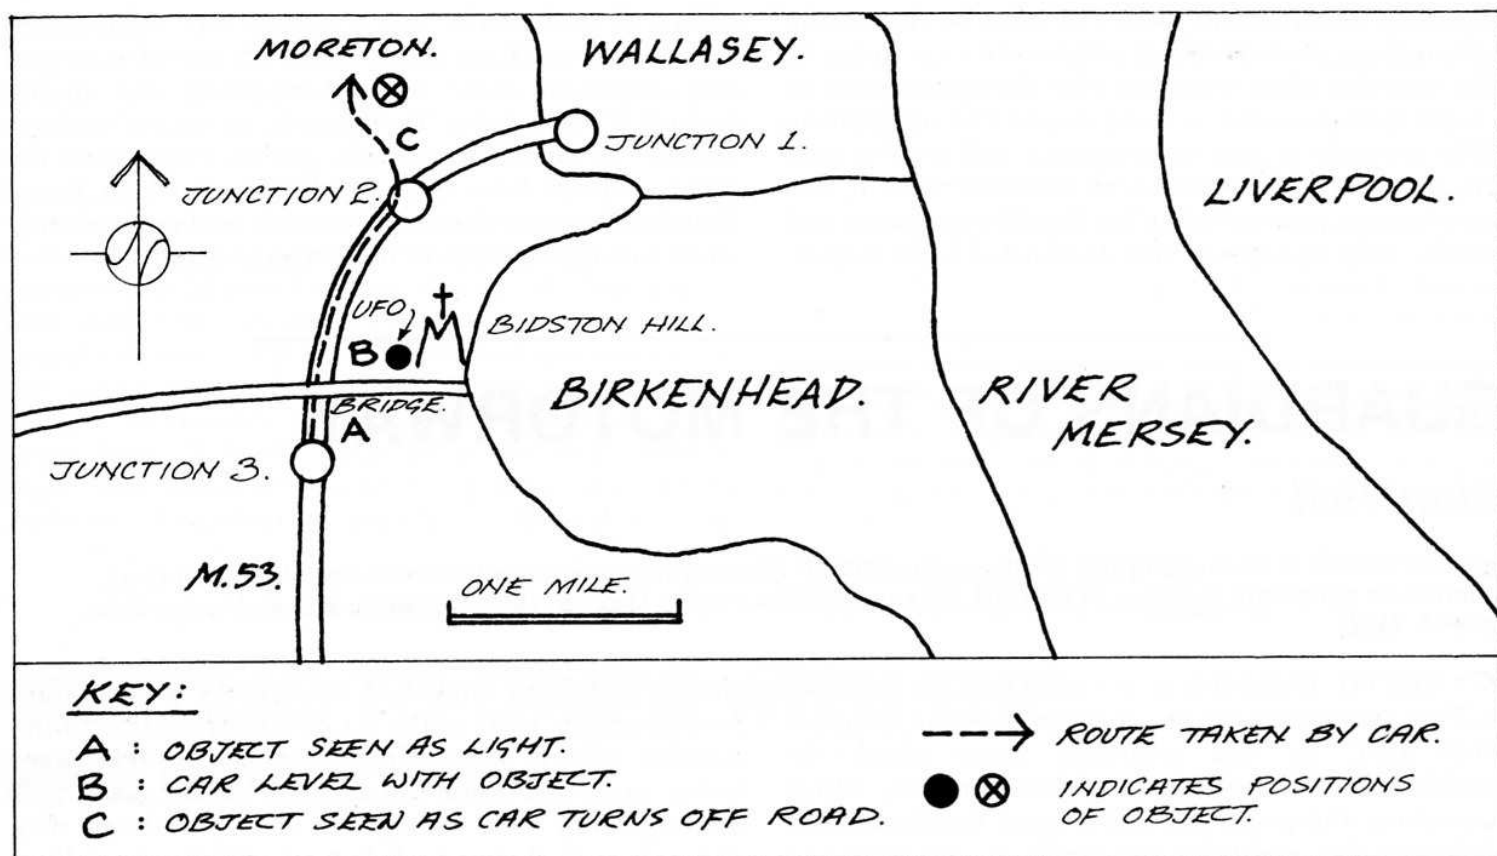 MORETON.
WALLASEY.
C
JUNCTION 1.
JUNCTION 2.
LIVERPOOL.
N
UFO
BIDSTON HILL.
B
BIRKENHEAD.
RIVER
MERSEY.
BRIDGE.
A
JUNCTION 3.
M.53.
ONE MILE.
KEY:
A : OBJECT SEEN AS LIGHT.
B : CAR LEVEL WITH OBJECT.
C : OBJECT SEEN AS CAR TURNS OFF ROAD.
ROUTE TAKEN BY CAR.
INDICATES POSITIONS
OF OBJECT.